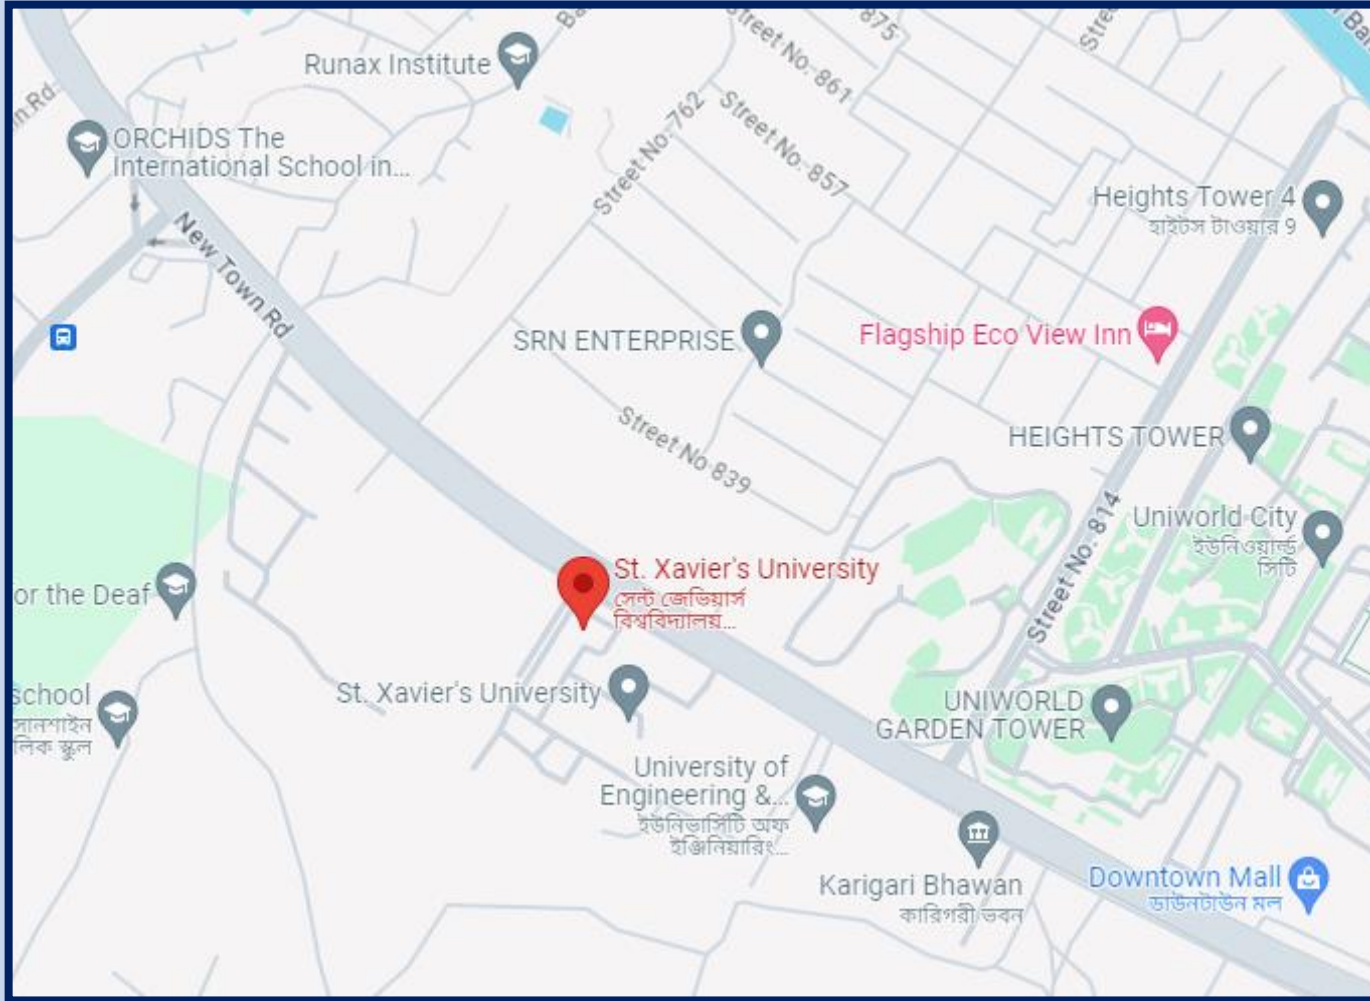 Runax Institute
Street No. 861
875
ORCHIDS The
International School in...
Street No. 762
Street No. 857
Heights Tower 4
হাইটস টাওয়ার 9
New Town Rd
SRN ENTERPRISE
Flagship Eco View Inn
Street No 839
HEIGHTS TOWER
Street No. 814
Uniworld City
ইউনিওয়ার্ল্ড
সিটি
St. Xavier's University
সেন্ট জেভিয়ার্স
বিশ্ববিদ্যালয়...
or the Deaf
St. Xavier's University
school
সানশাইন
লিক স্কুল
UNIWORLD
GARDEN TOWER
University of
Engineering &...
ইউনিভার্সিটি অফ
ইঞ্জিনিয়ারিং...
Karigari Bhawan
কারিগরী ভবন
Downtown Mall
ডাউনটাউন মল